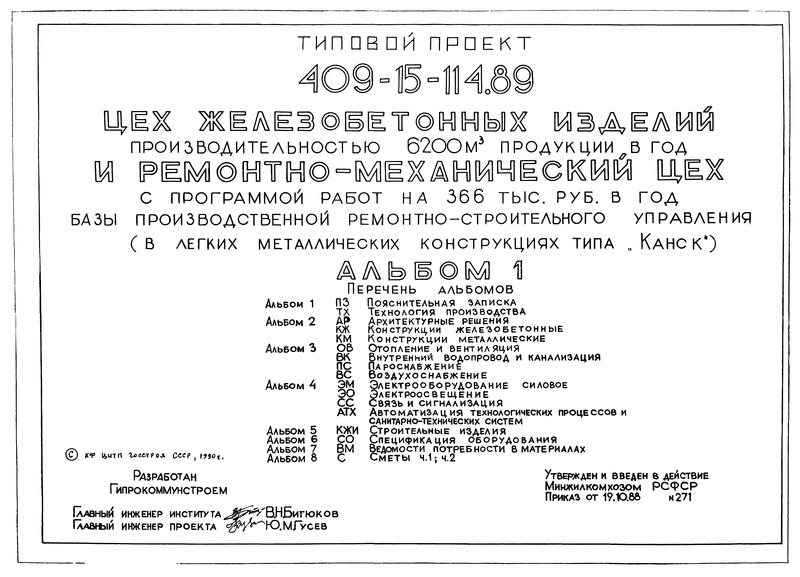 ТИПОВОЙ ПРОЕКТ
409-15-114.89
ЦЕХ ЖЕЛЕЗОБЕТОННЫХ ИЗДЕЛИЙ
ПРОИЗВОДИТЕЛЬНОСТЬЮ 6200М³ ПРОДУКЦИИ В ГОД
И РЕМОНТНО-МЕХАНИЧЕСКИЙ ЦЕХ
С ПРОГРАММОЙ РАБОТ НА 366 ТЫС. РУБ. В ГОД
БАЗЫ ПРОИЗВОДСТВЕННОЙ РЕМОНТНО-СТРОИТЕЛЬНОГО УПРАВЛЕНИЯ
(В ЛЕГКИХ МЕТАЛЛИЧЕСКИХ КОНСТРУКЦИЯХ ТИПА „КАНСК")
АЛЬБОМ 1
ПЕРЕЧЕНЬ АЛЬБОМОВ
АЛЬБОМ 1 ПЗ ПОЯСНИТЕЛЬНАЯ ЗАПИСКА
ТХ ТЕХНОЛОГИЯ ПРОИЗВОДСТВА
АЛЬБОМ 2 АР АРХИТЕКТУРНЫЕ РЕШЕНИЯ
КЖ КОНСТРУКЦИИ ЖЕЛЕЗОБЕТОННЫЕ
КМ КОНСТРУКЦИИ МЕТАЛЛИЧЕСКИЕ
АЛЬБОМ 3 ОВ ОТОПЛЕНИЕ И ВЕНТИЛЯЦИЯ
ВК ВНУТРЕННИЙ ВОДОПРОВОД И КАНАЛИЗАЦИЯ
ПС ПАРОСНАБЖЕНИЕ
ВС ВОЗДУХОСНАБЖЕНИЕ
АЛЬБОМ 4 ЭМ ЭЛЕКТРООБОРУДОВАНИЕ СИЛОВОЕ
ЭО ЭЛЕКТРООСВЕЩЕНИЕ
СС СВЯЗЬ И СИГНАЛИЗАЦИЯ
АТХ АВТОМАТИЗАЦИЯ ТЕХНОЛОГИЧЕСКИХ ПРОЦЕССОВ И
САНИТАРНО-ТЕХНИЧЕСКИХ СИСТЕМ
АЛЬБОМ 5 КЖИ СТРОИТЕЛЬНЫЕ ИЗДЕЛИЯ
АЛЬБОМ 6 СО СПЕЦИФИКАЦИЯ ОБОРУДОВАНИЯ
АЛЬБОМ 7 ВМ ВЕДОМОСТИ ПОТРЕБНОСТИ В МАТЕРИАЛАХ
АЛЬБОМ 8 С СМЕТЫ Ч.1; Ч.2
© КФ ЦИТП ГОССТРОЯ СССР, 1990г.
РАЗРАБОТАН
ГИПРОКОММУНСТРОЕМ
УТВЕРЖДЕН И ВВЕДЕН В ДЕЙСТВИЕ
МИНЖИЛКОМХОЗОМ РСФСР
ПРИКАЗ ОТ 19.10.88 N 271
ГЛАВНЫЙ ИНЖЕНЕР ИНСТИТУТА В.Н.БИТЮКОВ
ГЛАВНЫЙ ИНЖЕНЕР ПРОЕКТА Ю.М.ГУСЕВ